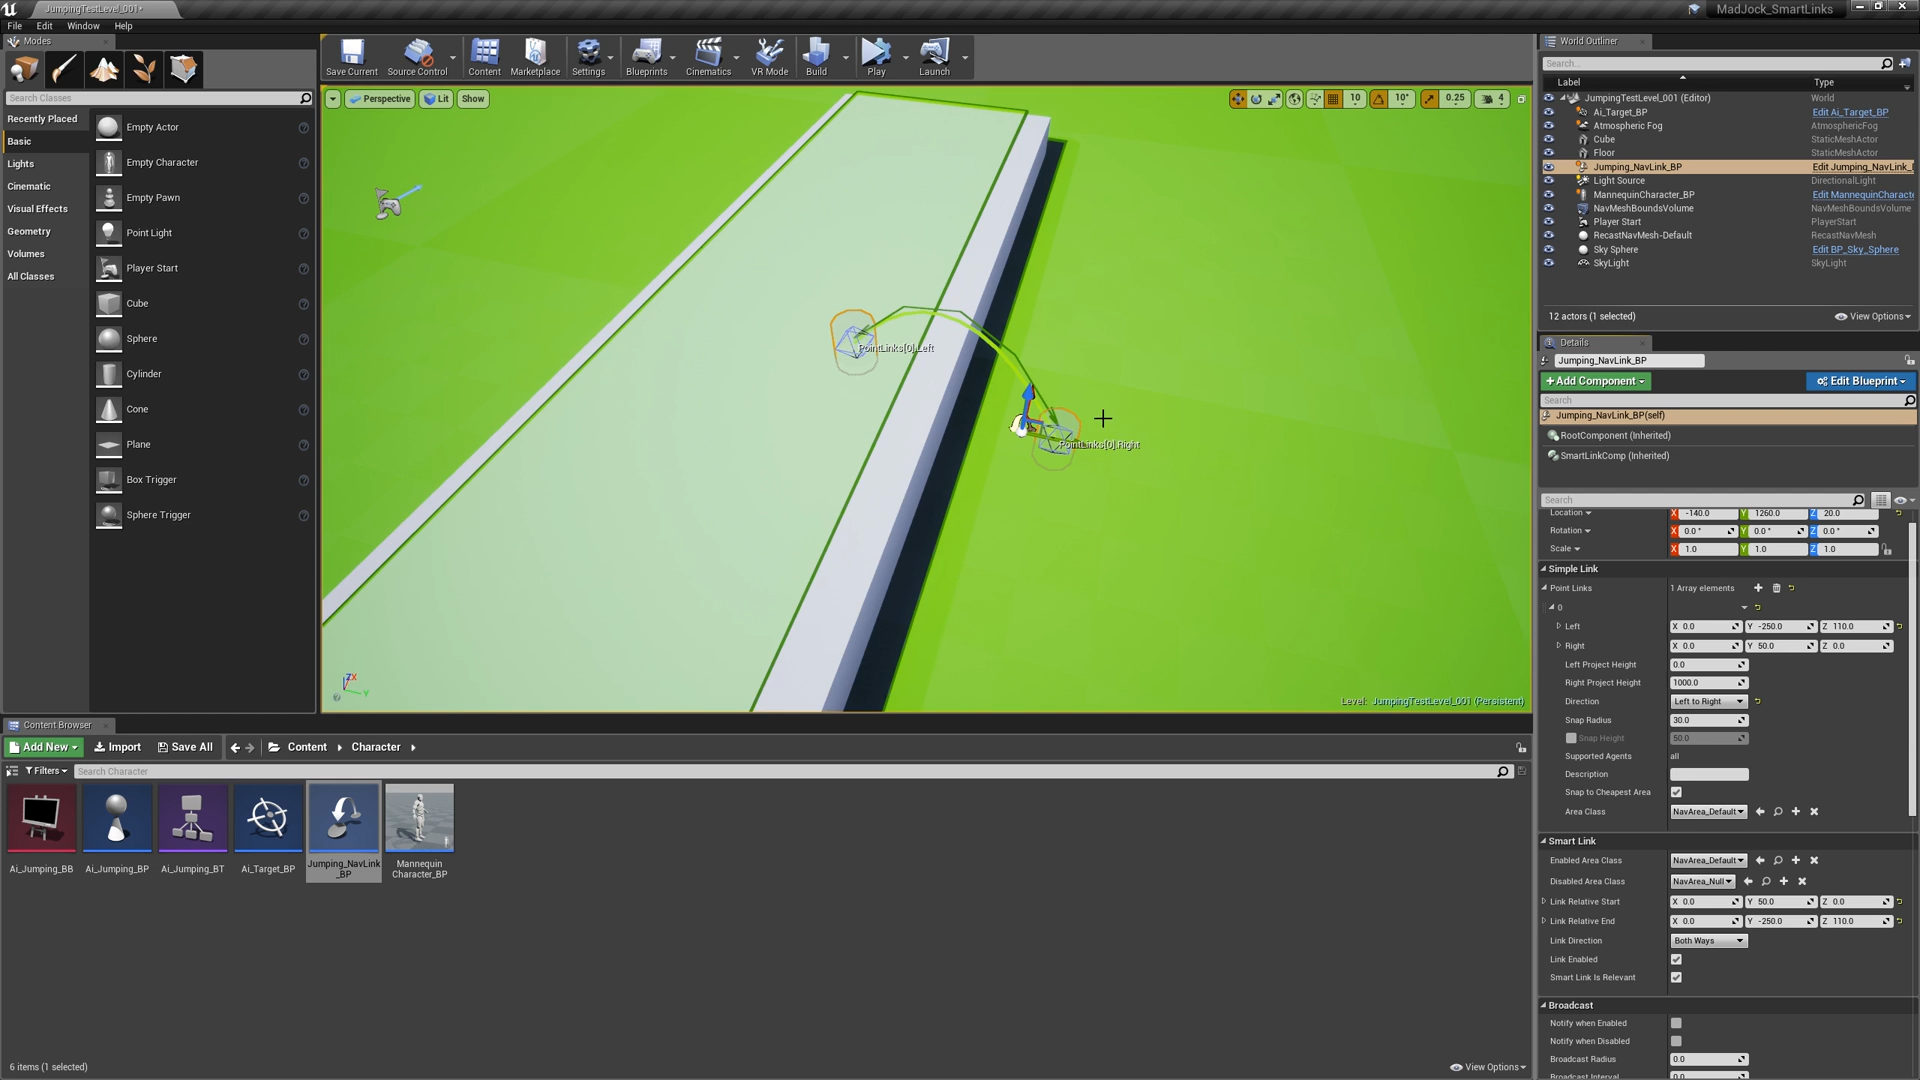 JumpingTestLevel_001*
MadJock_SmartLinks
File Edit Window Help
Modes
Search Classes
Recently Placed
Basic
Lights
Cinematic
Visual Effects
Geometry
Volumes
All Classes
Empty Actor
Empty Character
Empty Pawn
Point Light
Player Start
Cube
Sphere
Cylinder
Cone
Plane
Box Trigger
Sphere Trigger
Save Current Source Control Content Marketplace Settings Blueprints Cinematics VR Mode Build Play Launch
Perspective Lit Show
10 10° 0.25 4
PointLinks[0].Left
PointLinks[0].Right
Level: JumpingTestLevel_001 (Persistent)
World Outliner
Search...
Label Type
JumpingTestLevel_001 (Editor) World
Ai_Target_BP Edit Ai_Target_BP
Atmospheric Fog AtmosphericFog
Cube StaticMeshActor
Floor StaticMeshActor
Jumping_NavLink_BP Edit Jumping_NavLink_
Light Source DirectionalLight
MannequinCharacter_BP Edit MannequinCharacte
NavMeshBoundsVolume NavMeshBoundsVolume
Player Start PlayerStart
RecastNavMesh-Default RecastNavMesh
Sky Sphere Edit BP_Sky_Sphere
SkyLight SkyLight
12 actors (1 selected) View Options
Details
Jumping_NavLink_BP
+Add Component Edit Blueprint
Search
Jumping_NavLink_BP(self)
RootComponent (Inherited)
SmartLinkComp (Inherited)
Search
Location X -140.0 Y 1260.0 Z 20.0
Rotation X 0.0 ° Y 0.0 ° Z 0.0 °
Scale X 1.0 Y 1.0 Z 1.0
Simple Link
Point Links 1 Array elements
0
Left X 0.0 Y -250.0 Z 110.0
Right X 0.0 Y 50.0 Z 0.0
Left Project Height 0.0
Right Project Height 1000.0
Direction Left to Right
Snap Radius 30.0
Snap Height 50.0
Supported Agents all
Description
Snap to Cheapest Area
Area Class NavArea_Default
Smart Link
Enabled Area Class NavArea_Default
Disabled Area Class NavArea_Null
Link Relative Start X 0.0 Y 50.0 Z 0.0
Link Relative End X 0.0 Y -250.0 Z 110.0
Link Direction Both Ways
Link Enabled
Smart Link Is Relevant
Broadcast
Notify when Enabled
Notify when Disabled
Broadcast Radius 0.0
Broadcast Interval 0.0
Content Browser
Add New Import Save All Content Character
Filters Search Character
Ai_Jumping_BB
Ai_Jumping_BP
Ai_Jumping_BT
Ai_Target_BP
Jumping_NavLink
_BP
Mannequin
Character_BP
6 items (1 selected) View Options